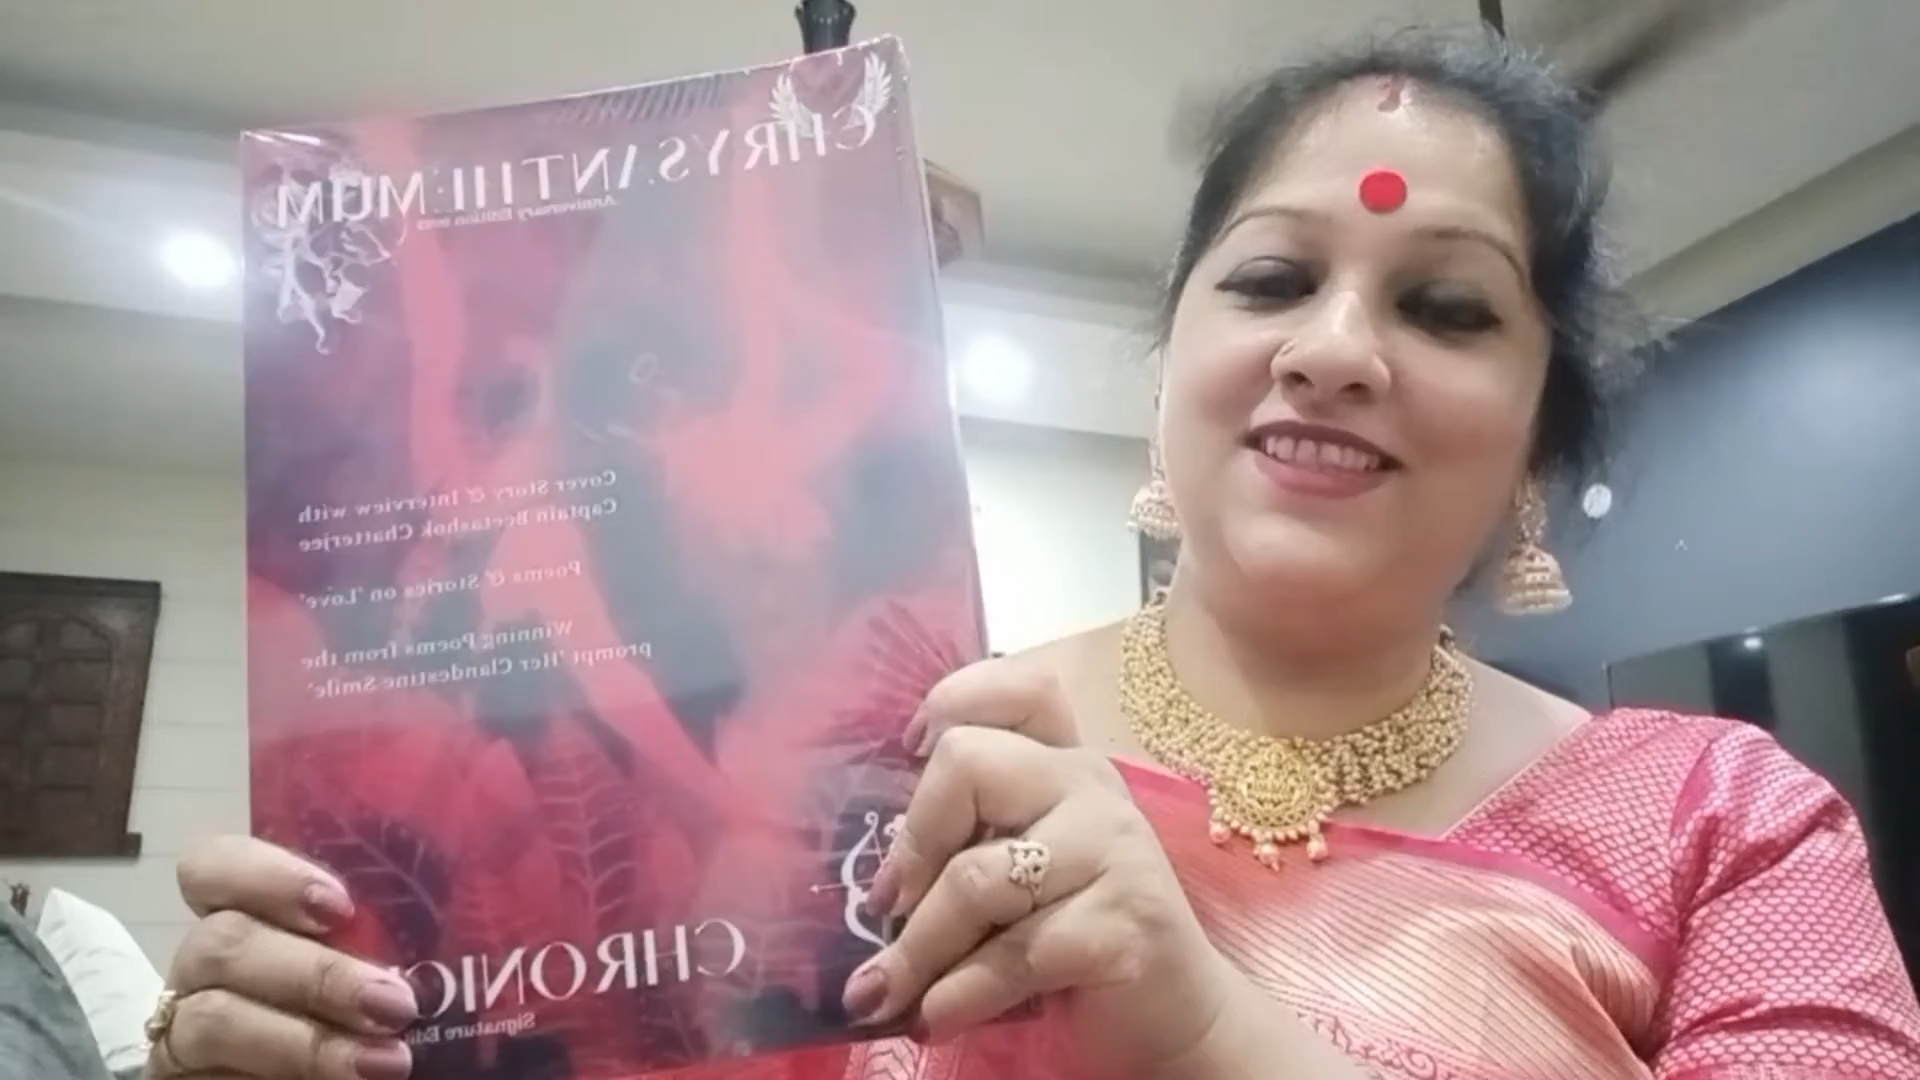 CHRYSANTHEMUM
Anniversary Edition
Cover Story & Interview with
Captain Beetashok Chatterjee
Poems & Stories on 'Love'
Winning Poems from the
prompt 'Her Clandestine Smile'
CHRONIC
Signature Edi